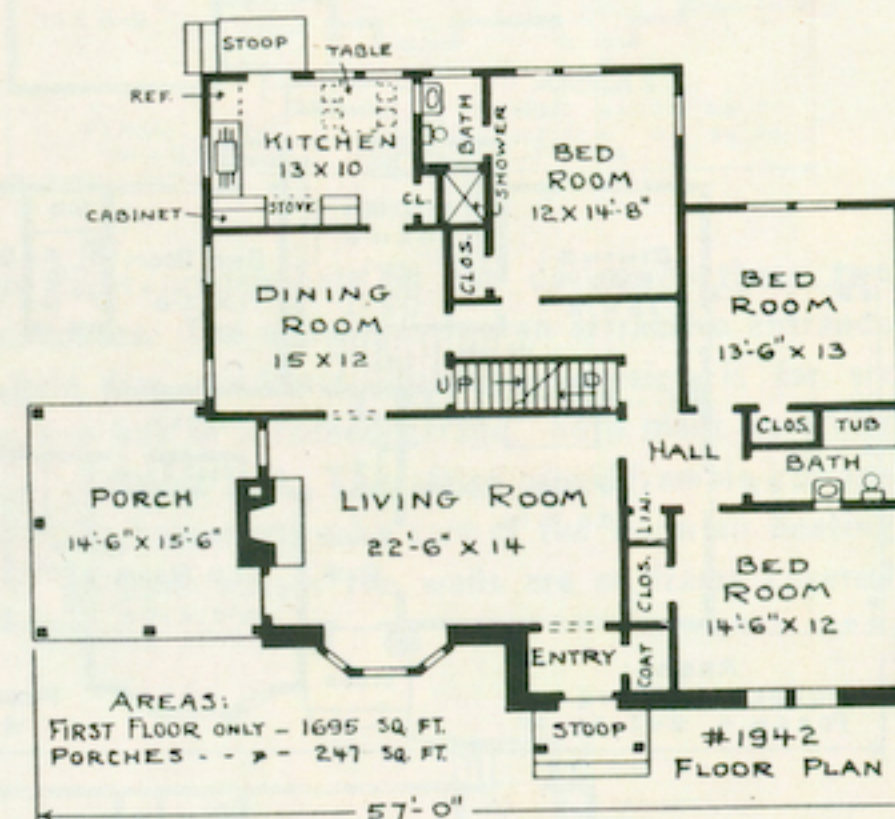 STOOP
TABLE
REF.
KITCHEN
13 X 10
BATH
SHOWER
BED
ROOM
12 X 14'-8"
CABINET
STOVE
CL.
CLOS.
DINING
ROOM
15 X 12
BED
ROOM
13'-6" X 13
UP
D
CLOS.
TUB
HALL
BATH
PORCH
14'-6" X 15'-6"
LIVING ROOM
22'-6" X 14
LIN.
CLOS.
BED
ROOM
14'-6" X 12
ENTRY
COAT
STOOP
AREAS:
FIRST FLOOR ONLY - 1695 SQ. FT.
PORCHES - - - 247 SQ. FT.
#1942
FLOOR PLAN
57'-0"